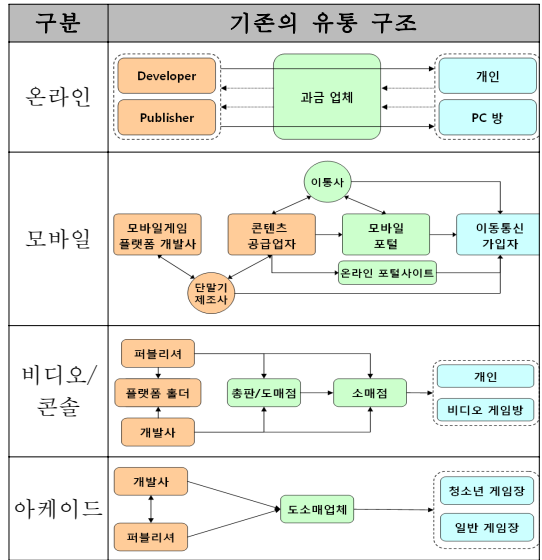 구분
기존의 유통 구조
온라인
Developer
Publisher
과금 업체
개인
PC 방
모바일
이통사
모바일게임
플랫폼 개발사
콘텐츠
공급업자
모바일
포털
이동통신
가입자
온라인 포털사이트
단말기
제조사
비디오/
콘솔
퍼블리셔
플랫폼 홀더
개발사
총판/도매점
소매점
개인
비디오 게임방
아케이드
개발사
퍼블리셔
도소매업체
청소년 게임장
일반 게임장